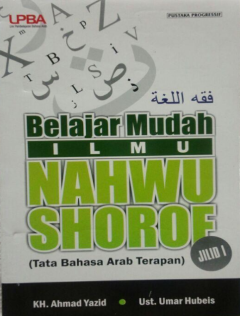 PUSTAKA PROGRESSIF
UPBA
فقه اللغة
Belajar Mudah
ILMU
NAHWU
SHOROF
JILID I
(Tata Bahasa Arab Terapan)
KH. Ahmad Yazid • Ust. Umar Hubeis